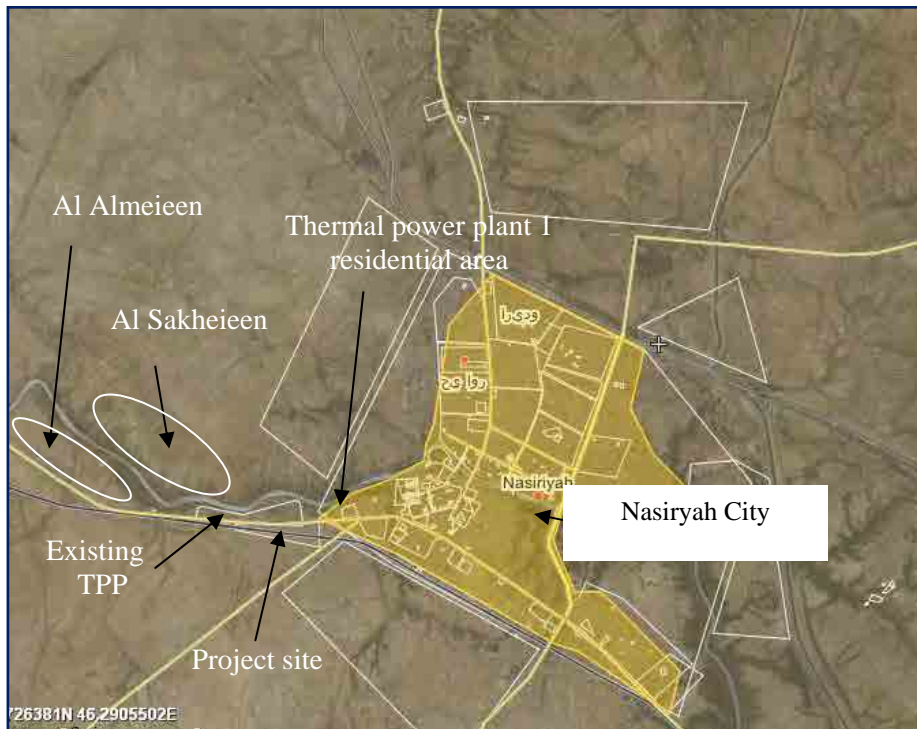 Al Almeieen
Thermal power plant 1
residential area
Al Sakheieen
Nasiriyah
Nasiryah City
Existing
TPP
Project site
726381N 46,2905502E